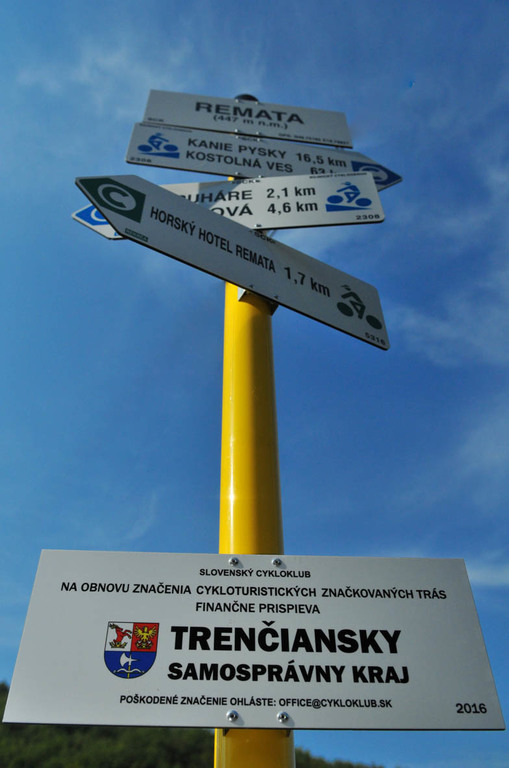 REMATA
(447 m n.m.)
KANIE PYSKY 16,5 km
KOSTOLNÁ VES
2308
C
2,1 km
4,6 km
2308
C
HORSKÝ HOTEL REMATA 1,7 km
5316
SLOVENSKÝ CYKLOKLUB
NA OBNOVU ZNAČENIA CYKLOTURISTICKÝCH ZNAČKOVANÝCH TRÁS
FINANČNE PRISPIEVA
TRENČIANSKY
SAMOSPRÁVNY KRAJ
POŠKODENÉ ZNAČENIE OHLÁSTE: OFFICE@CYKLOKLUB.SK
2016